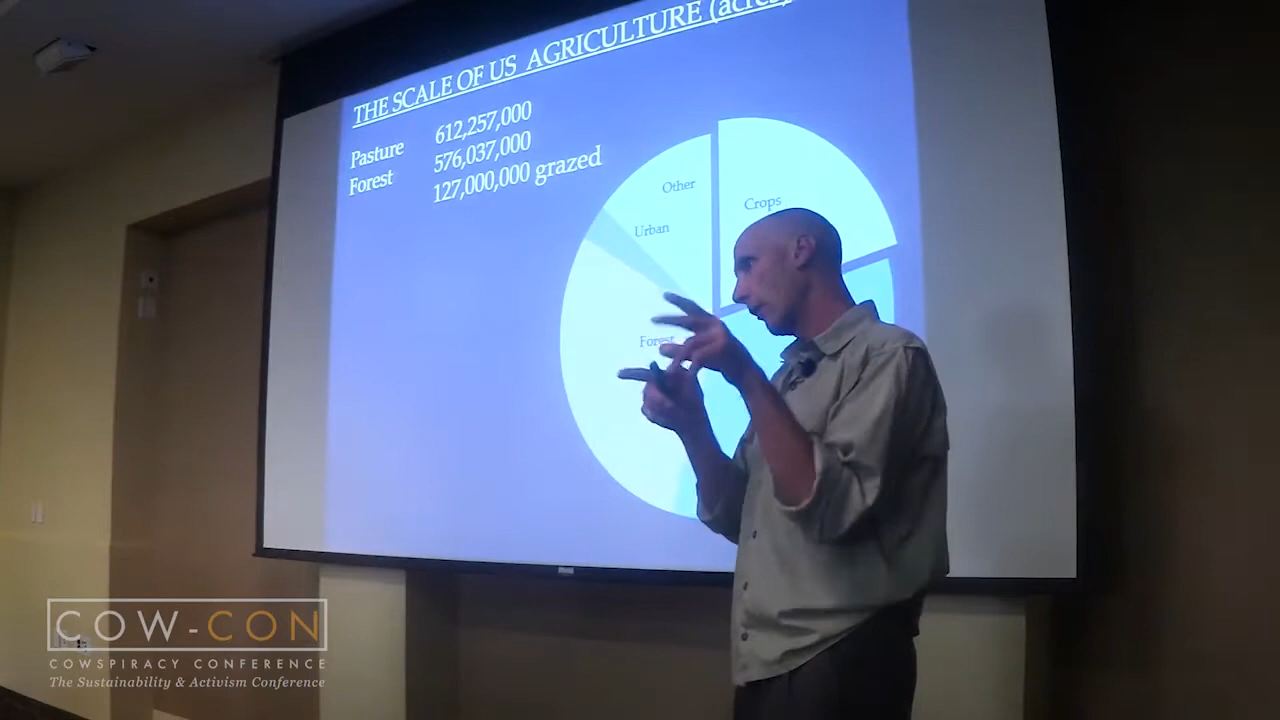 THE SCALE OF US AGRICULTURE (acres)
Pasture 612,257,000
Forest 576,037,000
127,000,000 grazed
Other
Crops
Urban
Forest
COW-CON
COWSPIRACY CONFERENCE
The Sustainability & Activism Conference